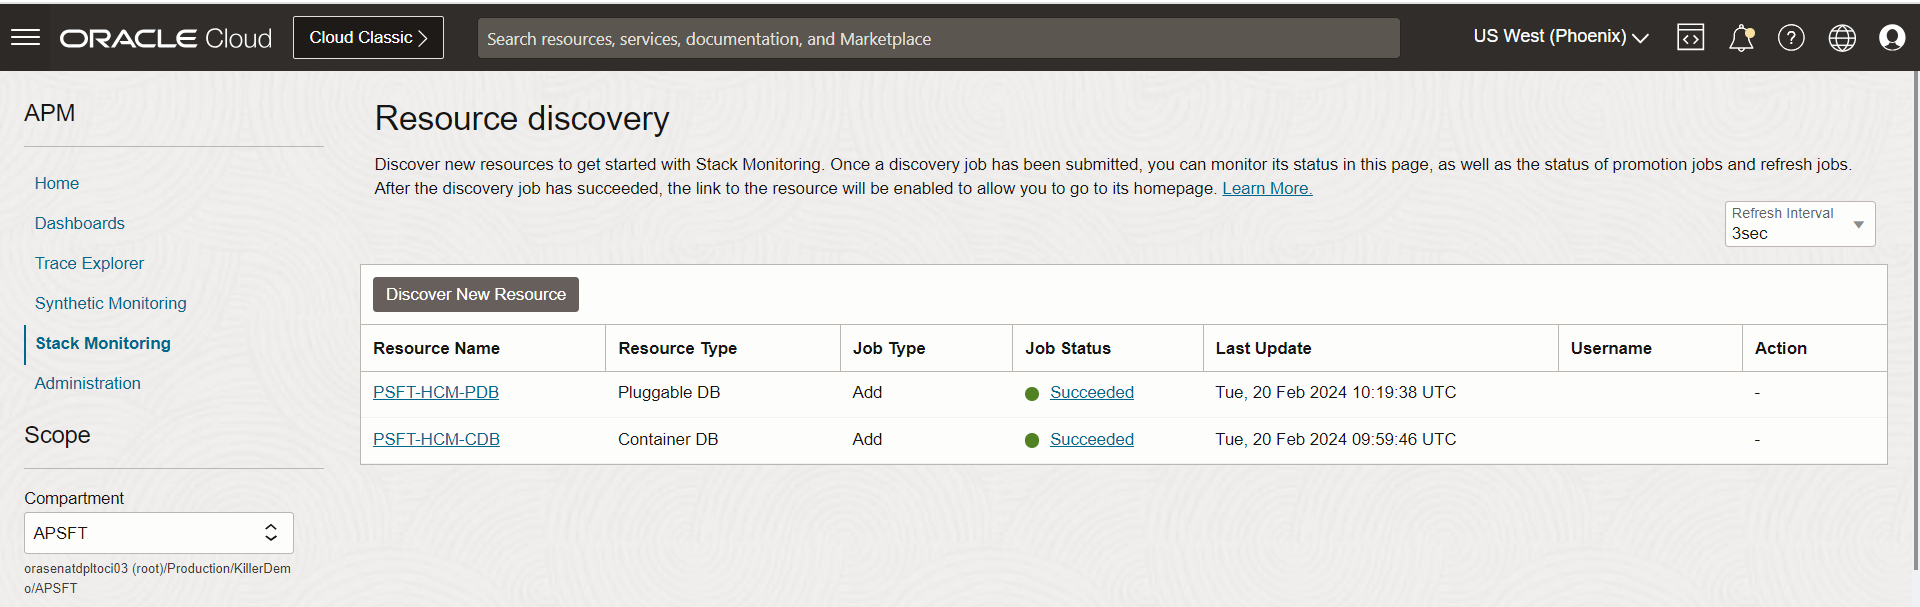 ORACLE Cloud
Cloud Classic
Search resources, services, documentation, and Marketplace
US West (Phoenix)
APM
Home
Dashboards
Trace Explorer
Synthetic Monitoring
Stack Monitoring
Administration
Scope
Compartment
APSFT
orasenatdpltoci03 (root)/Production/KillerDem
o/APSFT
Resource discovery
Discover new resources to get started with Stack Monitoring. Once a discovery job has been submitted, you can monitor its status in this page, as well as the status of promotion jobs and refresh jobs.
After the discovery job has succeeded, the link to the resource will be enabled to allow you to go to its homepage. Learn More.
Refresh Interval
3sec
Discover New Resource
Resource Name Resource Type Job Type Job Status Last Update Username Action
PSFT-HCM-PDB Pluggable DB Add Succeeded Tue, 20 Feb 2024 10:19:38 UTC -
PSFT-HCM-CDB Container DB Add Succeeded Tue, 20 Feb 2024 09:59:46 UTC -